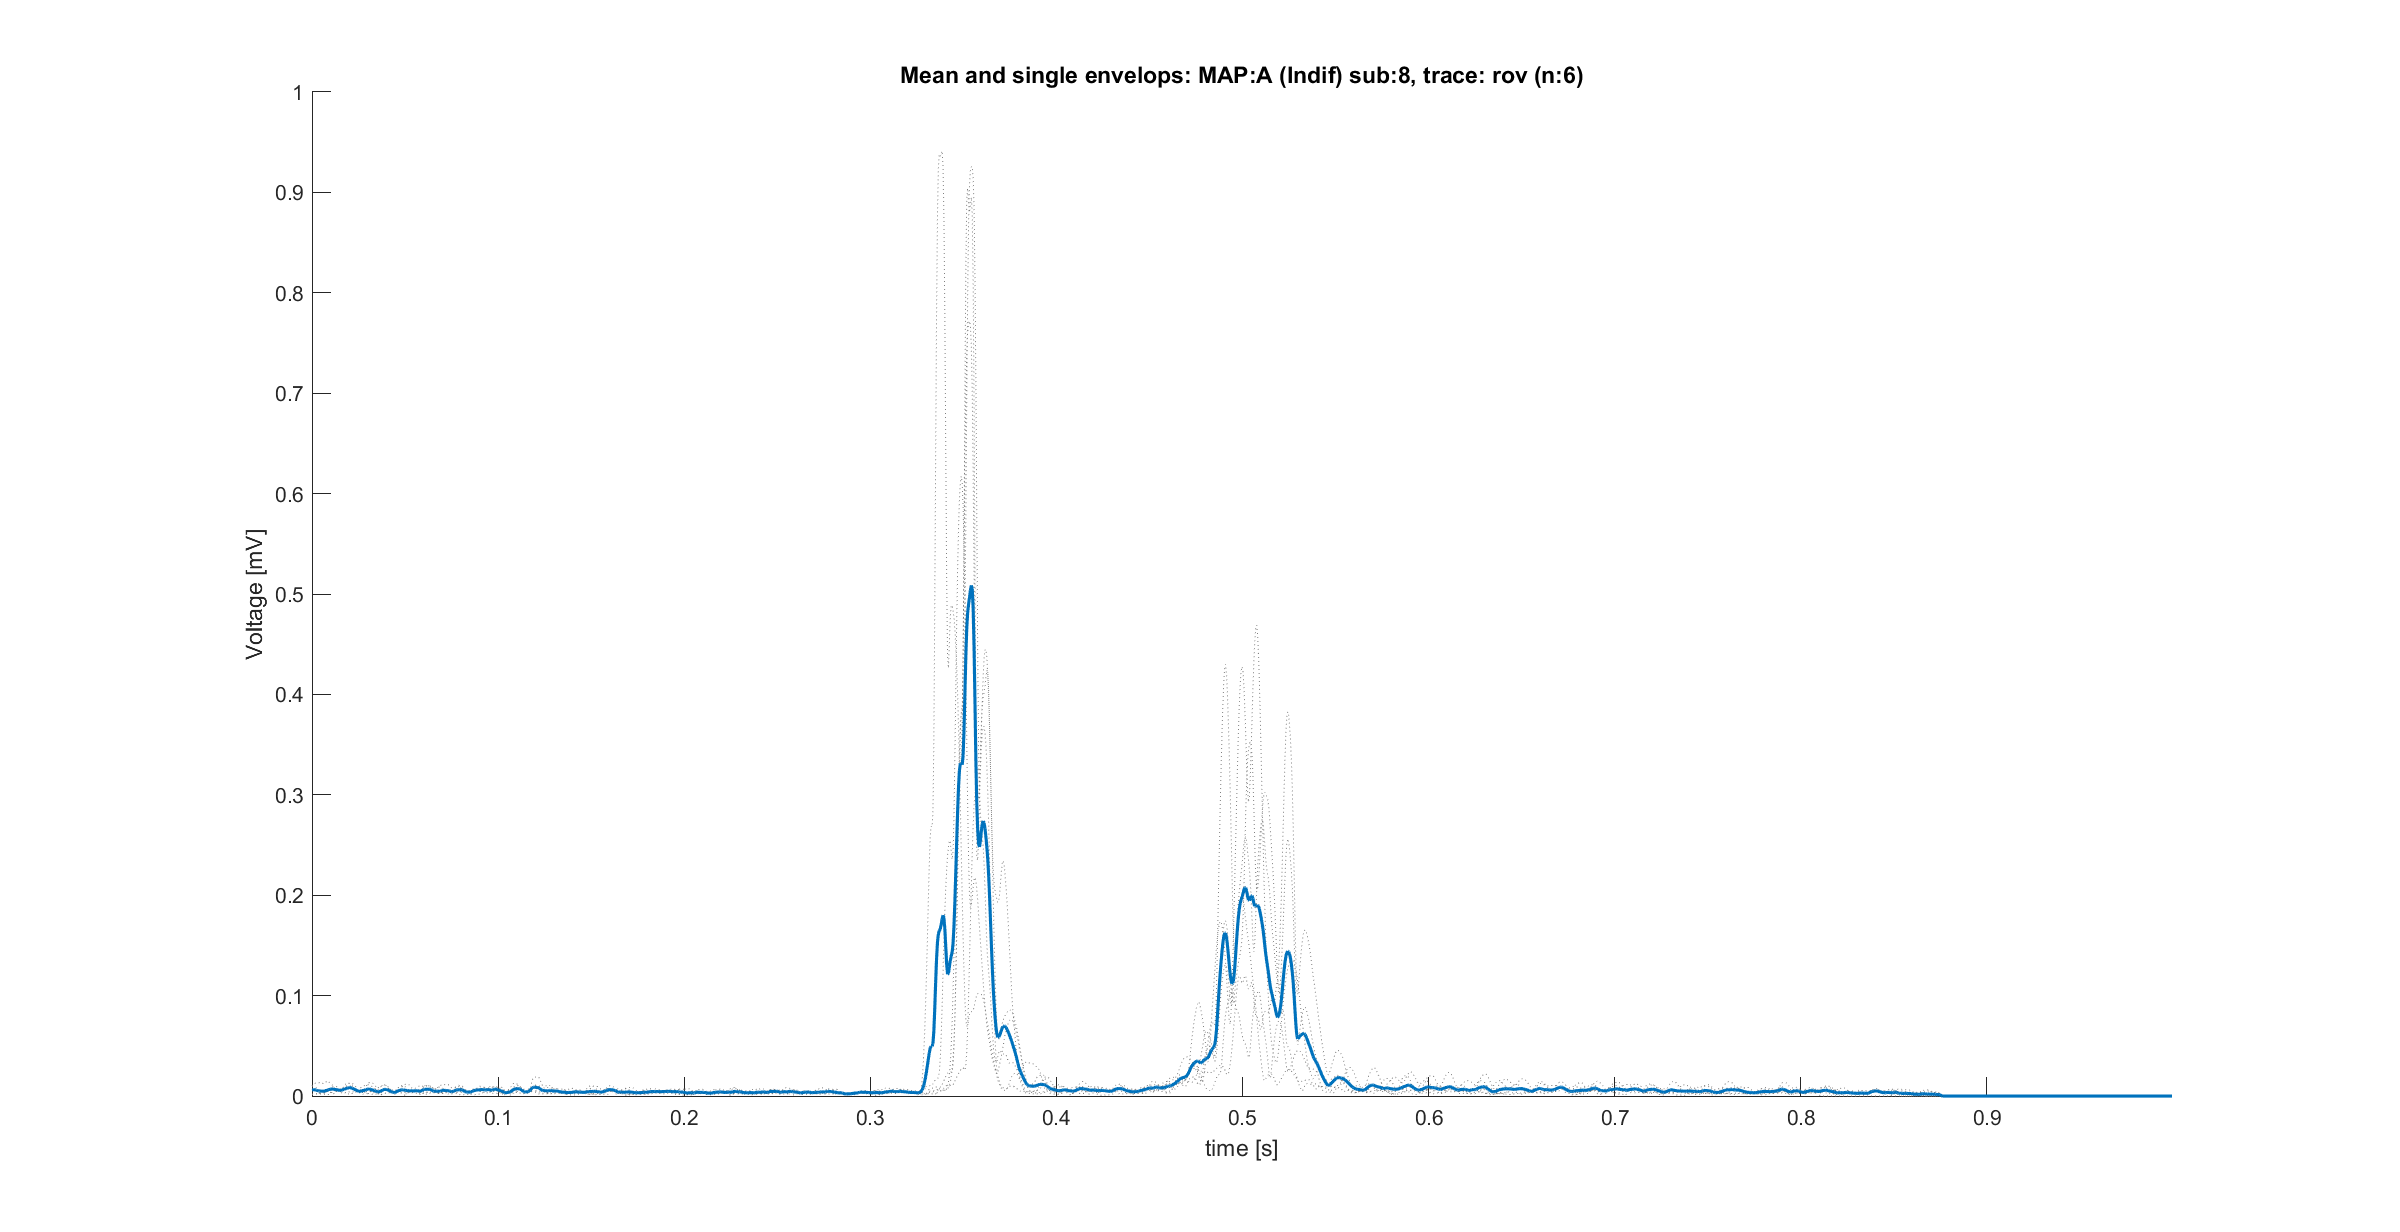 Mean and single envelops: MAP:A (Indif) sub:8, trace: rov (n:6)
1
0.9
0.8
0.7
0.6
0.5
0.4
0.3
0.2
0.1
0
Voltage [mV]
0 0.1 0.2 0.3 0.4 0.5 0.6 0.7 0.8 0.9
time [s]